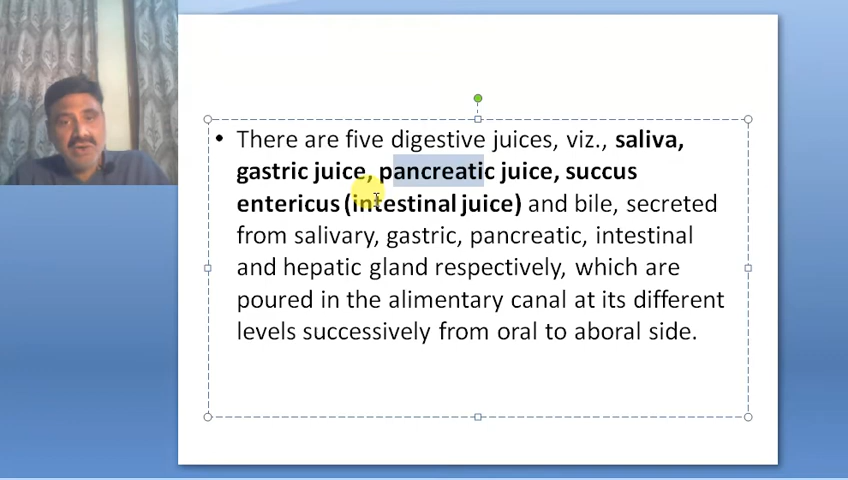 • There are five digestive juices, viz., saliva,
gastric juice, pancreatic juice, succus
entericus (intestinal juice) and bile, secreted
from salivary, gastric, pancreatic, intestinal
and hepatic gland respectively, which are
poured in the alimentary canal at its different
levels successively from oral to aboral side.